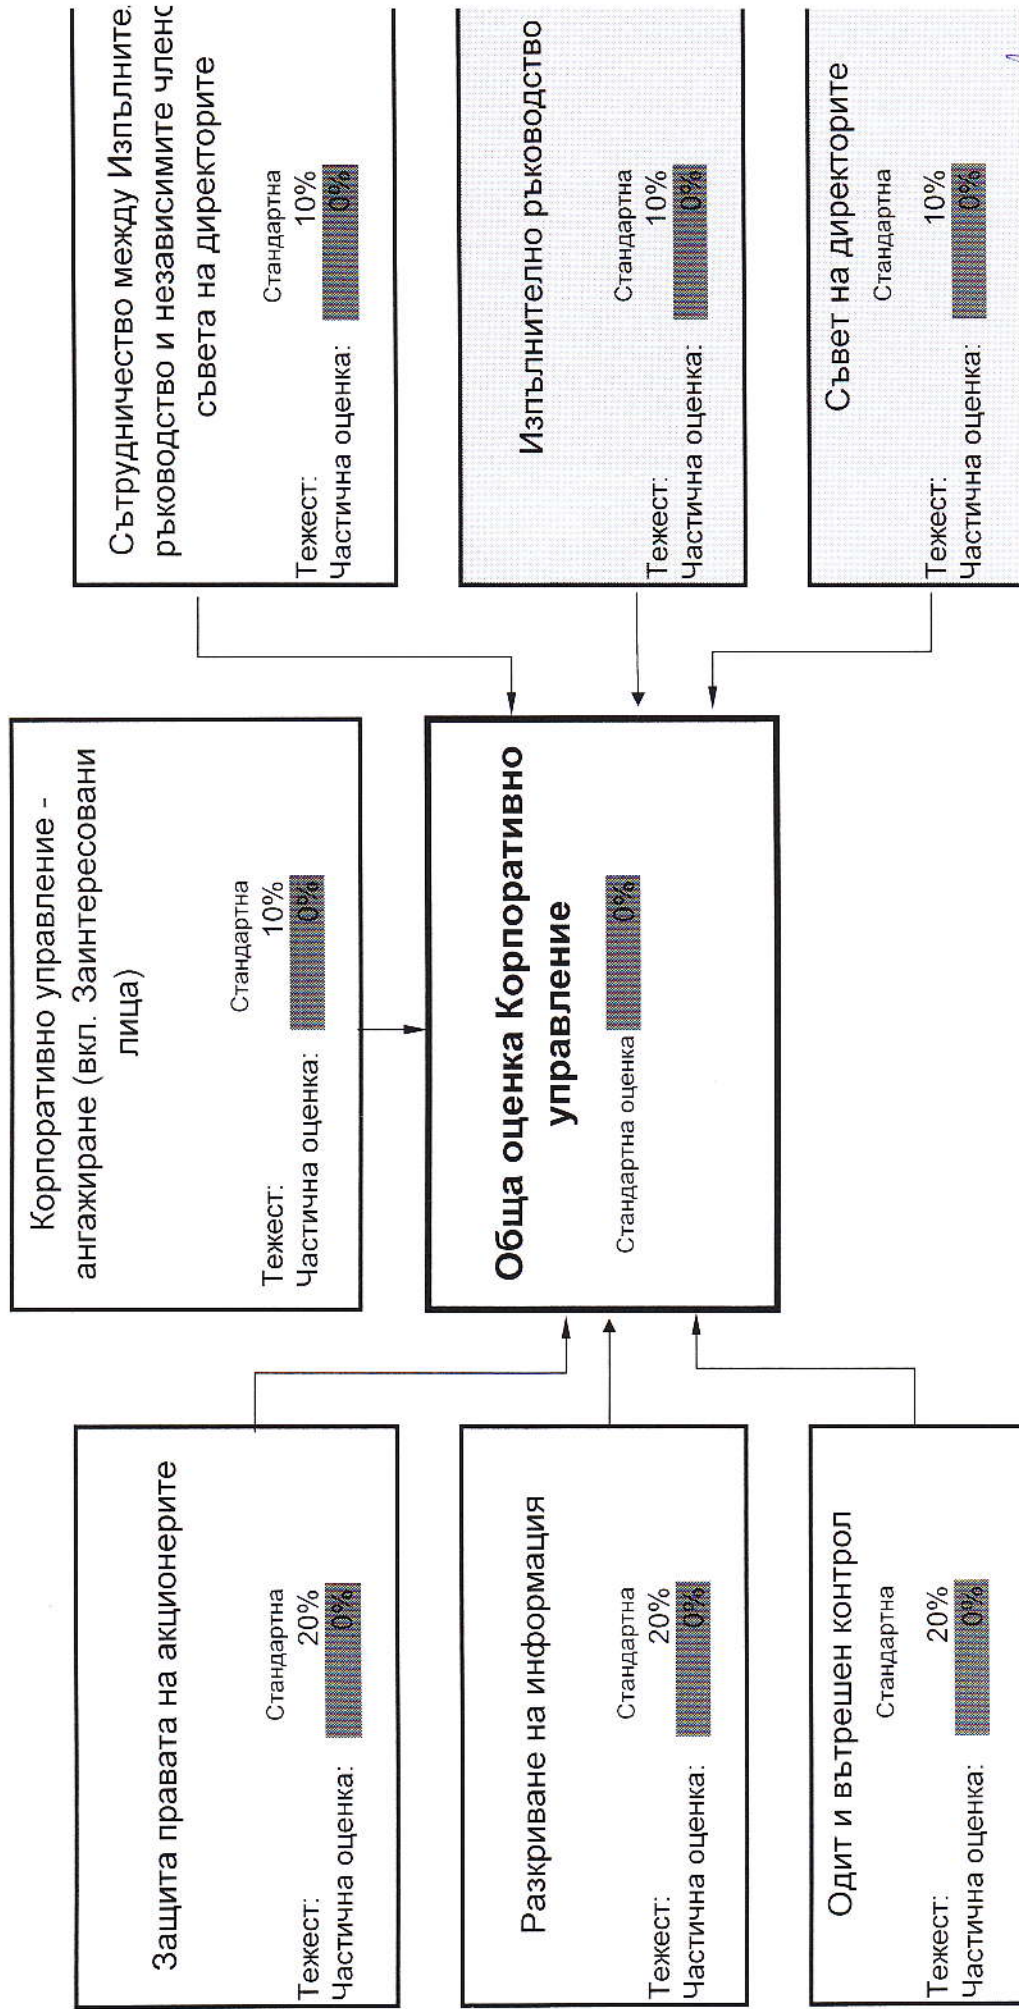 Корпоративно управление -
ангажиране (вкл. Заинтересовани
лица)
Стандартна
Тежест: 10%
Частична оценка: 0%
Защита правата на акционерите
Стандартна
Тежест: 20%
Частична оценка: 0%
Разкриване на информация
Стандартна
Тежест: 20%
Частична оценка: 0%
Одит и вътрешен контрол
Стандартна
Тежест: 20%
Частична оценка: 0%
Обща оценка Корпоративно
управление
Стандартна оценка 0%
Сътрудничество между
ръководство и независимите
съвета на директорите
Стандартна
Тежест: 10%
Частична оценка: 0%
Изпълнително ръководство
Стандартна
Тежест: 10%
Частична оценка: 0%
Съвет на директорите
Стандартна
Тежест: 10%
Частична оценка: 0%